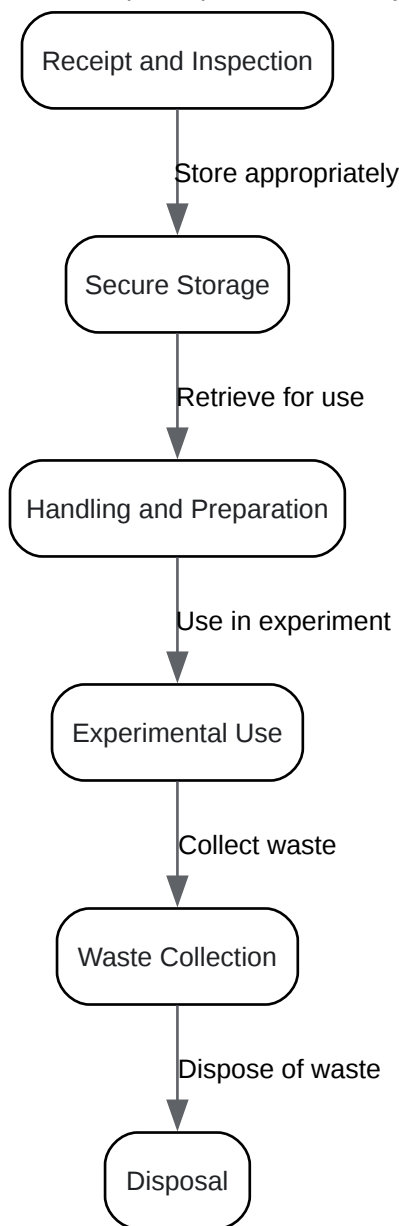 Receipt and Inspection
Store appropriately
Secure Storage
Retrieve for use
Handling and Preparation
Use in experiment
Experimental Use
Collect waste
Waste Collection
Dispose of waste
Disposal